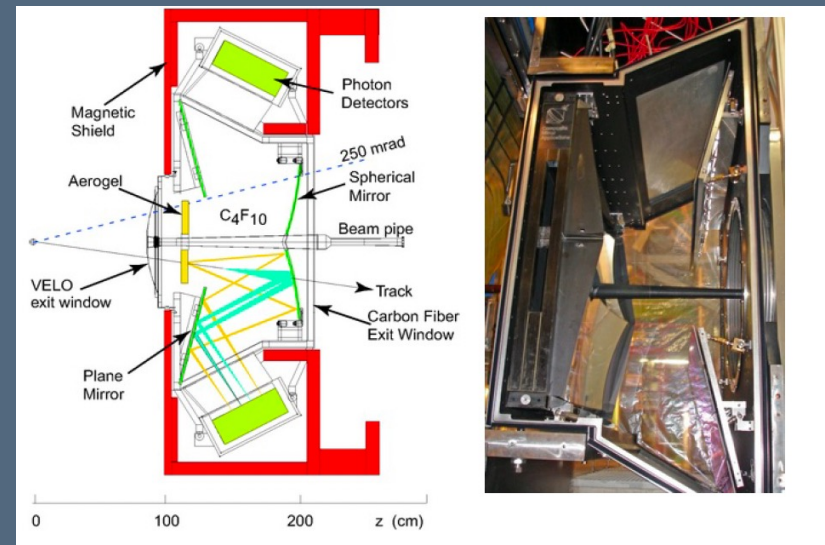 Photon
Detectors
Magnetic
Shield
250 mrad
Aerogel
Spherical
Mirror
C4F10
Beam pipe
VELO
exit window
Track
Carbon Fiber
Exit Window
Plane
Mirror
0 100 200 z (cm)